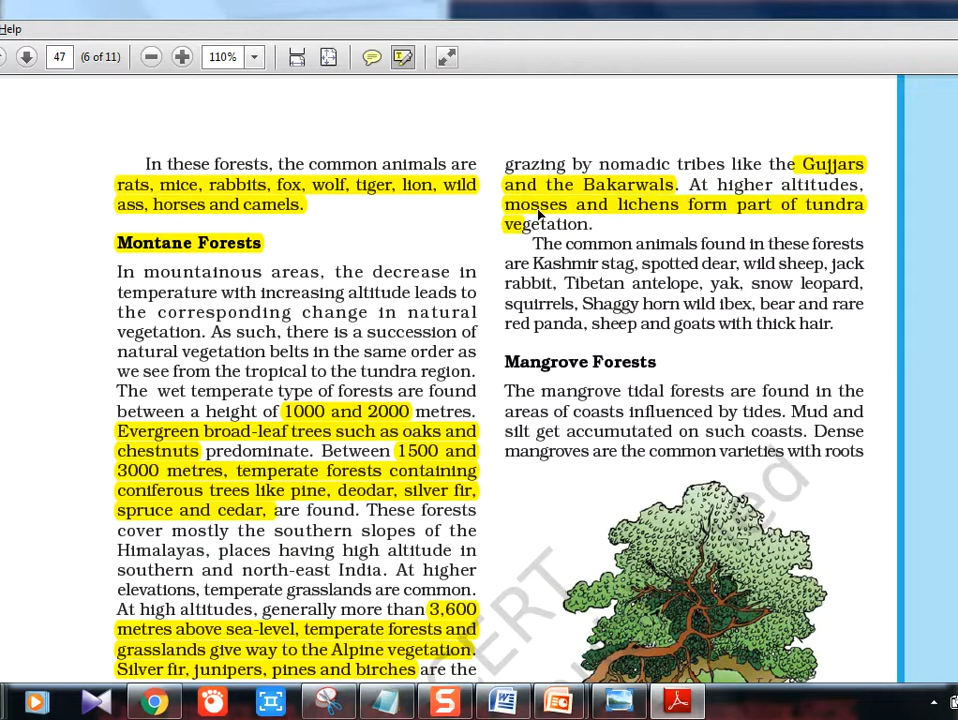 Help
47
(6 of 11)
110%
In these forests, the common animals are
rats, mice, rabbits, fox, wolf, tiger, lion, wild
ass, horses and camels.
Montane Forests
In mountainous areas, the decrease in
temperature with increasing altitude leads to
the corresponding change in natural
vegetation. As such, there is a succession of
natural vegetation belts in the same order as
we see from the tropical to the tundra region.
The wet temperate type of forests are found
between a height of 1000 and 2000 metres.
Evergreen broad-leaf trees such as oaks and
chestnuts predominate. Between 1500 and
3000 metres, temperate forests containing
coniferous trees like pine, deodar, silver fir,
spruce and cedar, are found. These forests
cover mostly the southern slopes of the
Himalayas, places having high altitude in
southern and north-east India. At higher
elevations, temperate grasslands are common.
At high altitudes, generally more than 3,600
metres above sea-level, temperate forests and
grasslands give way to the Alpine vegetation.
Silver fir, junipers, pines and birches are the
grazing by nomadic tribes like the Gujjars
and the Bakarwals. At higher altitudes,
mosses and lichens form part of tundra
vegetation.
The common animals found in these forests
are Kashmir stag, spotted dear, wild sheep, jack
rabbit, Tibetan antelope, yak, snow leopard,
squirrels, Shaggy horn wild ibex, bear and rare
red panda, sheep and goats with thick hair.
Mangrove Forests
The mangrove tidal forests are found in the
areas of coasts influenced by tides. Mud and
silt get accumutated on such coasts. Dense
mangroves are the common varieties with roots